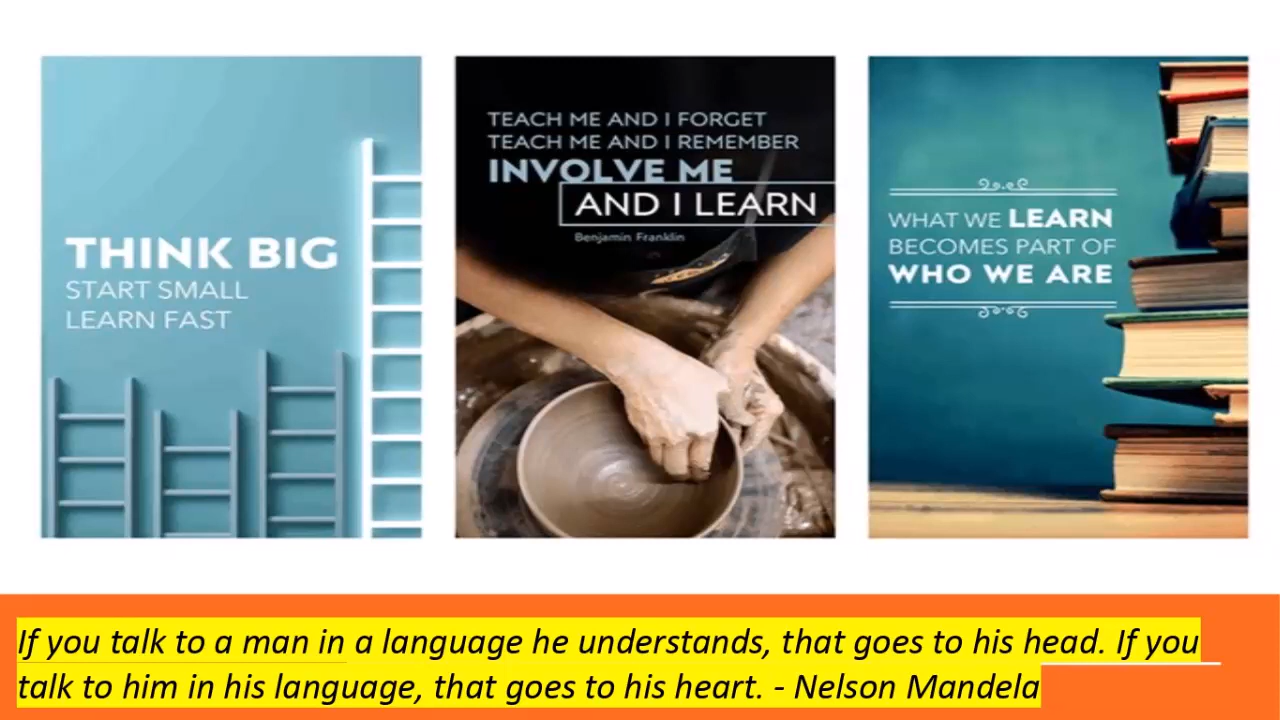 THINK BIG
START SMALL
LEARN FAST
TEACH ME AND I FORGET
TEACH ME AND I REMEMBER
INVOLVE ME
AND I LEARN
Benjamin Franklin
WHAT WE LEARN
BECOMES PART OF
WHO WE ARE
If you talk to a man in a language he understands, that goes to his head. If you
talk to him in his language, that goes to his heart. - Nelson Mandela